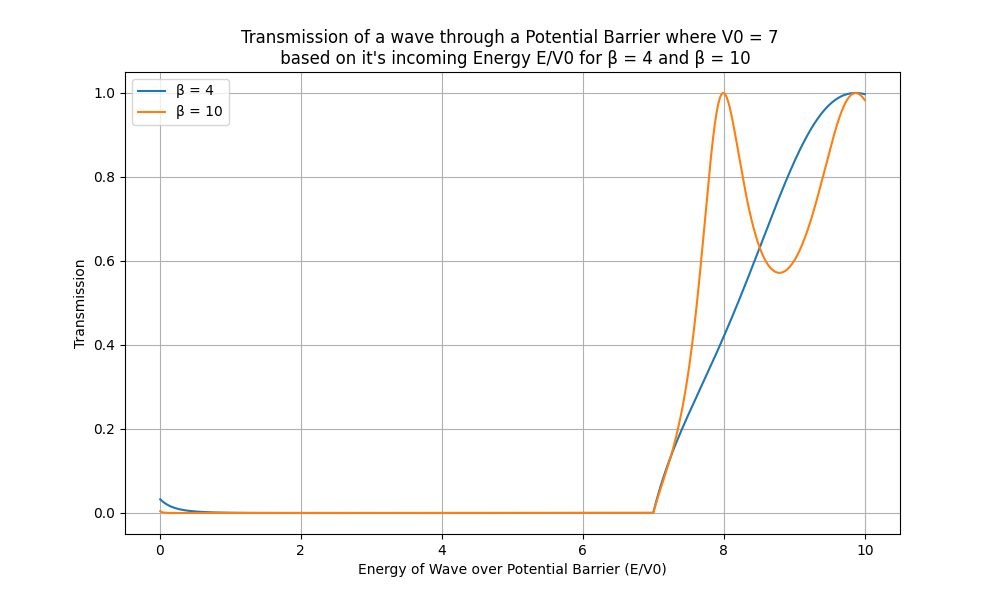 Transmission of a wave through a Potential Barrier where V0 = 7
based on it's incoming Energy E/V0 for β = 4 and β = 10
β = 4
β = 10
1.0
0.8
0.6
0.4
0.2
0.0
Transmission
0 2 4 6 8 10
Energy of Wave over Potential Barrier (E/V0)